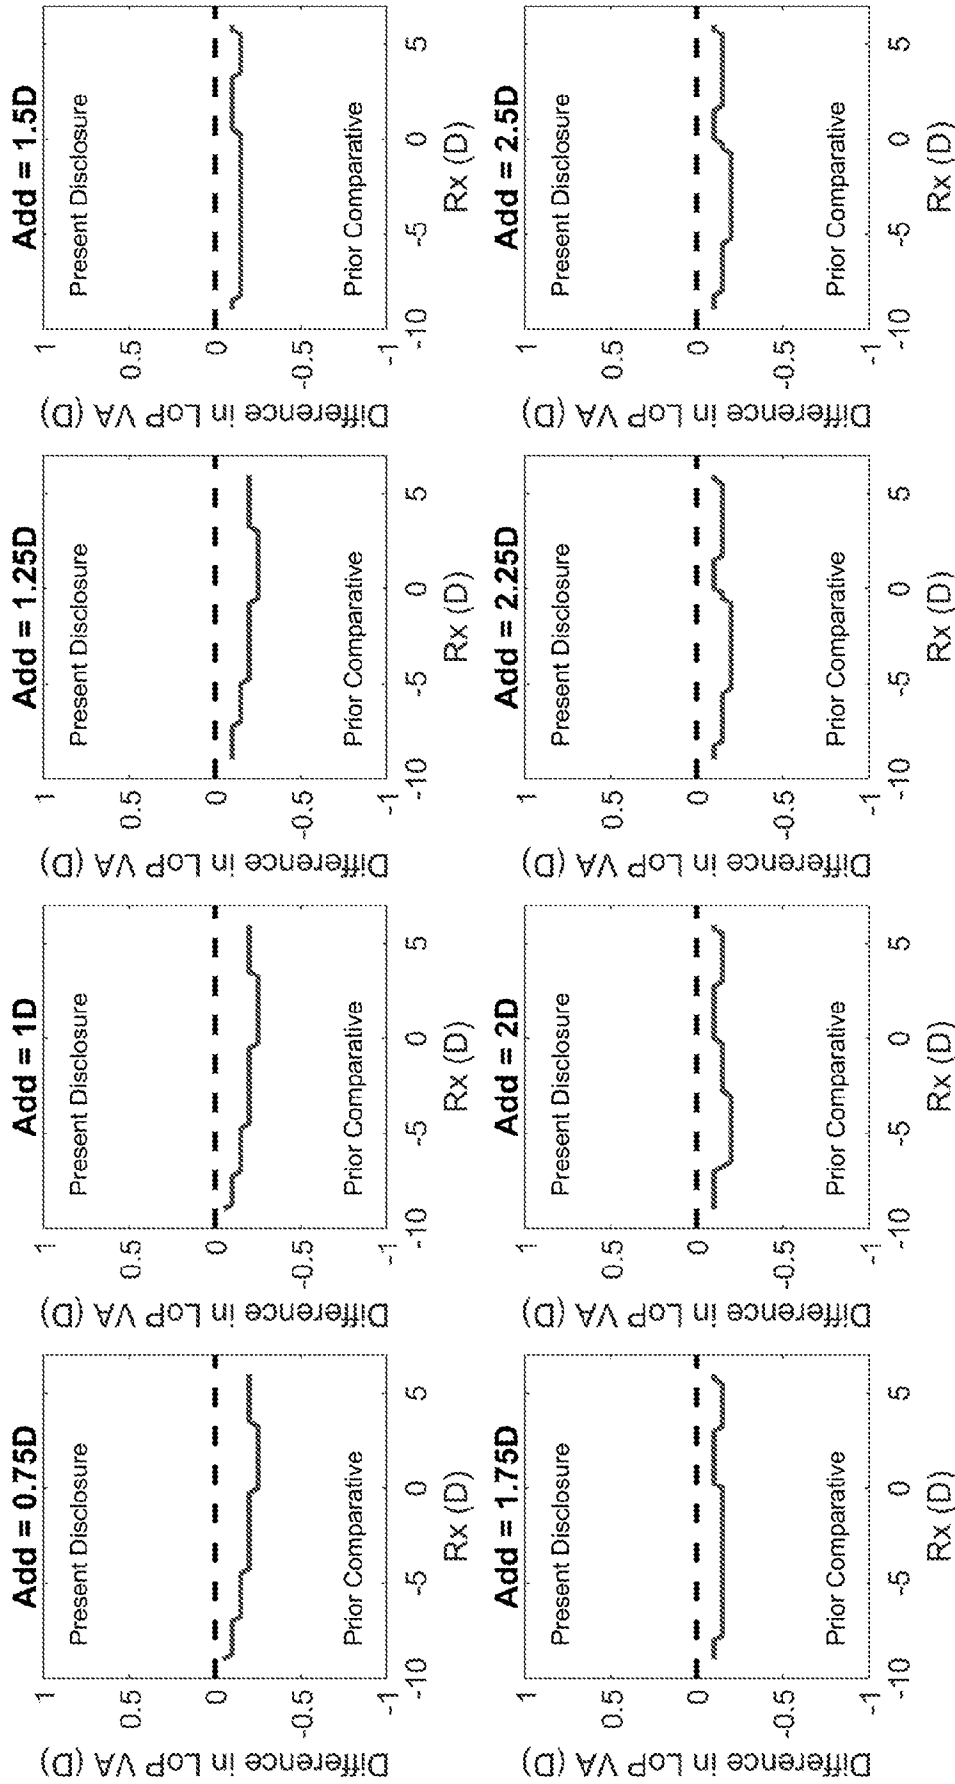 Add = 0.75D
1
0.5
0
-0.5
-1
Difference in LoP VA (D)
Present Disclosure
Prior Comparative
-10
-5
0
5
Rx (D)
Add = 1D
1
0.5
0
-0.5
-1
Difference in LoP VA (D)
Present Disclosure
Prior Comparative
-10
-5
0
5
Rx (D)
Add = 1.25D
1
0.5
0
-0.5
-1
Difference in LoP VA (D)
Present Disclosure
Prior Comparative
-10
-5
0
5
Rx (D)
Add = 1.5D
1
0.5
0
-0.5
-1
Difference in LoP VA (D)
Present Disclosure
Prior Comparative
-10
-5
0
5
Rx (D)
Add = 1.75D
1
0.5
0
-0.5
-1
Difference in LoP VA (D)
Present Disclosure
Prior Comparative
-10
-5
0
5
Rx (D)
Add = 2D
1
0.5
0
-0.5
-1
Difference in LoP VA (D)
Present Disclosure
Prior Comparative
-10
-5
0
5
Rx (D)
Add = 2.25D
1
0.5
0
-0.5
-1
Difference in LoP VA (D)
Present Disclosure
Prior Comparative
-10
-5
0
5
Rx (D)
Add = 2.5D
1
0.5
0
-0.5
-1
Difference in LoP VA (D)
Present Disclosure
Prior Comparative
-10
-5
0
5
Rx (D)